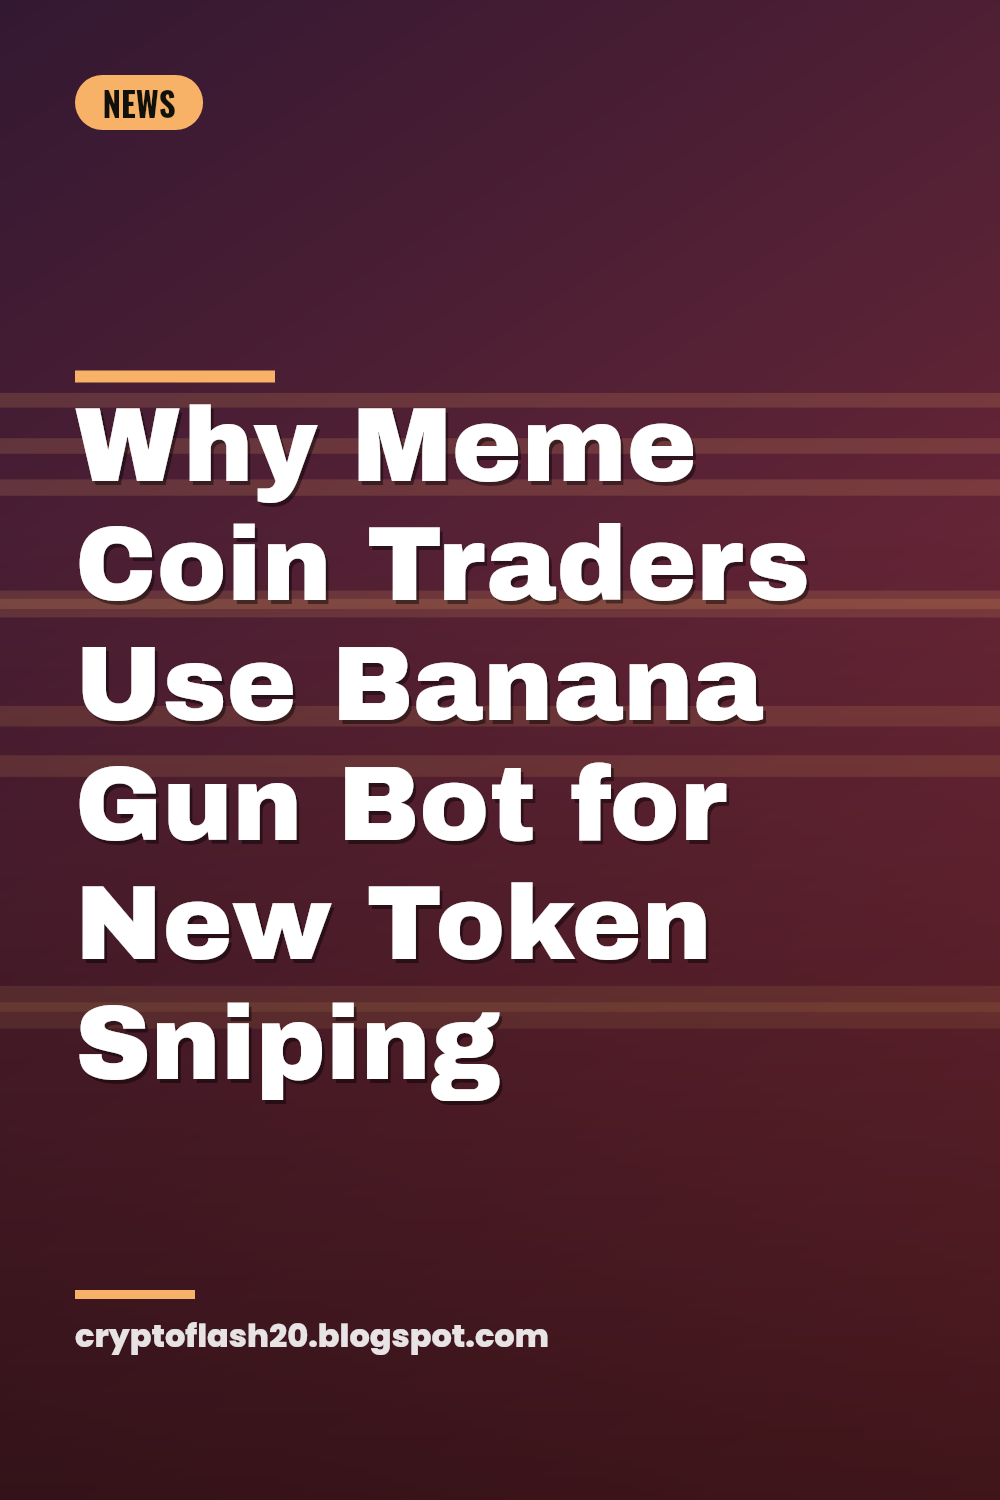 NEWS
Why Meme
Coin Traders
Use Banana
Gun Bot for
New Token
Sniping
cryptoflash20.blogspot.com